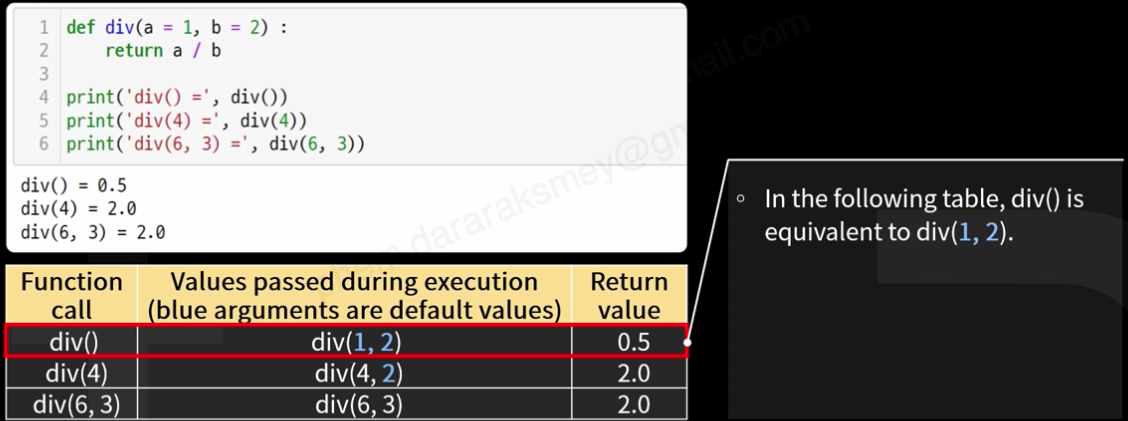 1 def div(a = 1, b = 2) :
2 return a / b
3
4 print('div() =', div())
5 print('div(4) =', div(4))
6 print('div(6, 3) =', div(6, 3))
div() = 0.5
div(4) = 2.0
div(6, 3) = 2.0
Function call
Values passed during execution
(blue arguments are default values)
Return value
div() div(1, 2) 0.5
div(4) div(4, 2) 2.0
div(6, 3) div(6, 3) 2.0
◦ In the following table, div() is
equivalent to div(1, 2).